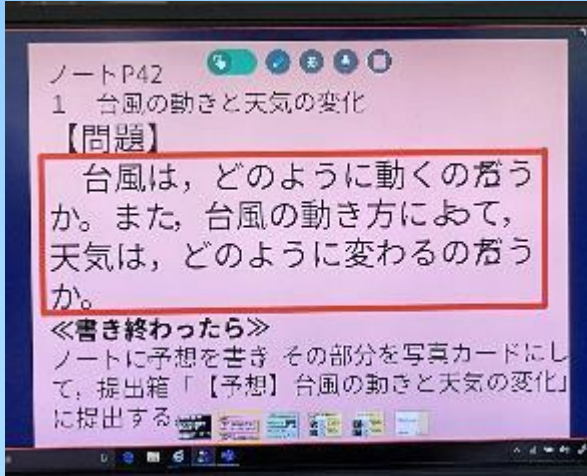 ノートP42
1 台風の動きと天気の変化
【問題】
台風は，どのように動くのだろう
か。また，台風の動き方によって，
天気は，どのように変わるのだろう
か。
≪書き終わったら≫
ノートに予想を書き その部分を写真カードにし
て，提出箱「【予想】台風の動きと天気の変化」
に提出する